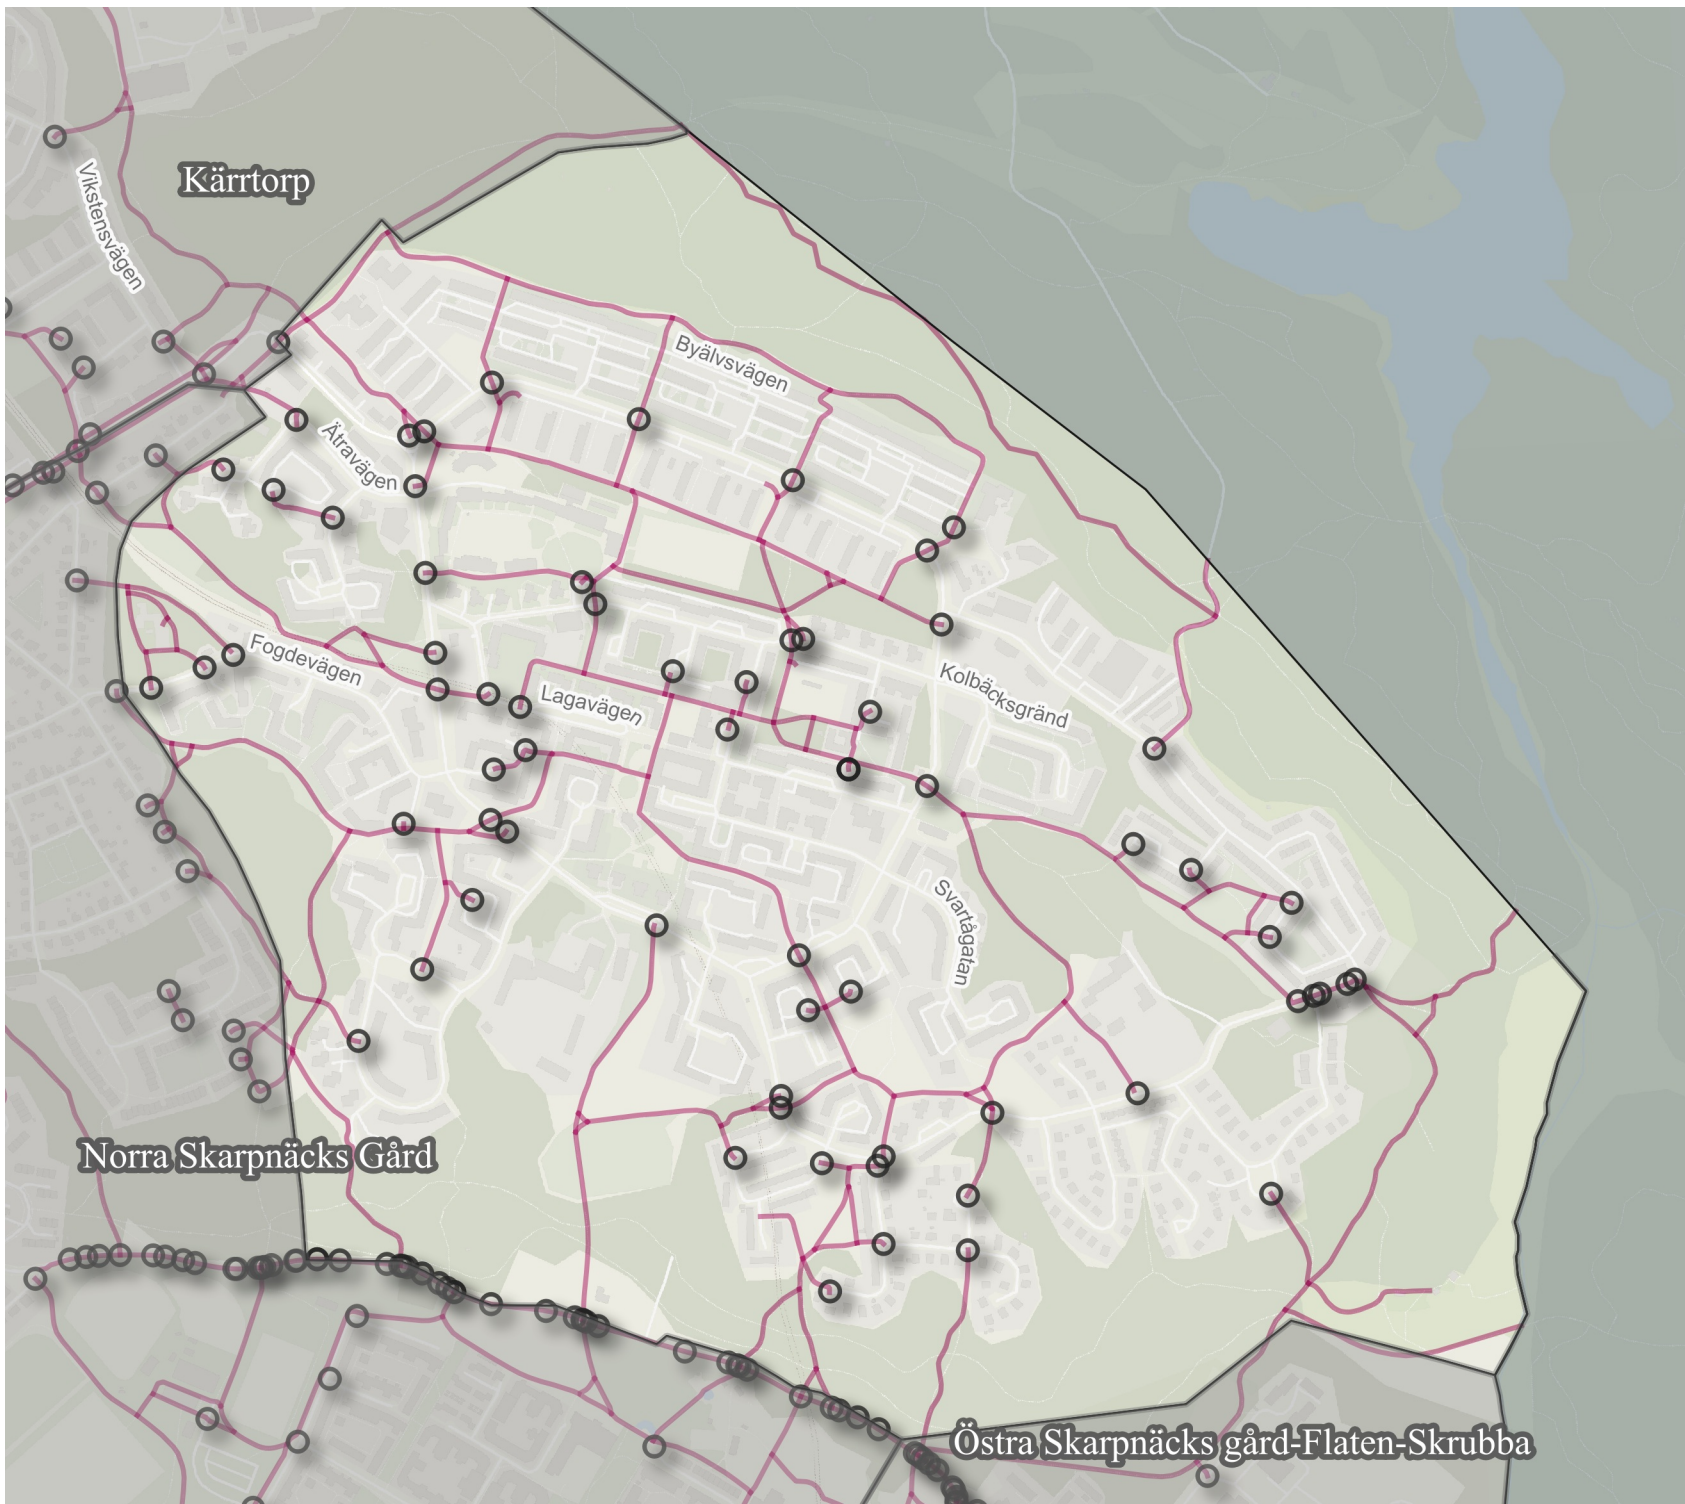 Kärrtorp
Vikstensvägen
Byälvsvägen
Ätravägen
Fogdevägen
Lagavägen
Kolbäcksgränd
Svartågatan
Norra Skarpnäcks Gård
Östra Skarpnäcks gård-Flaten-Skrubba